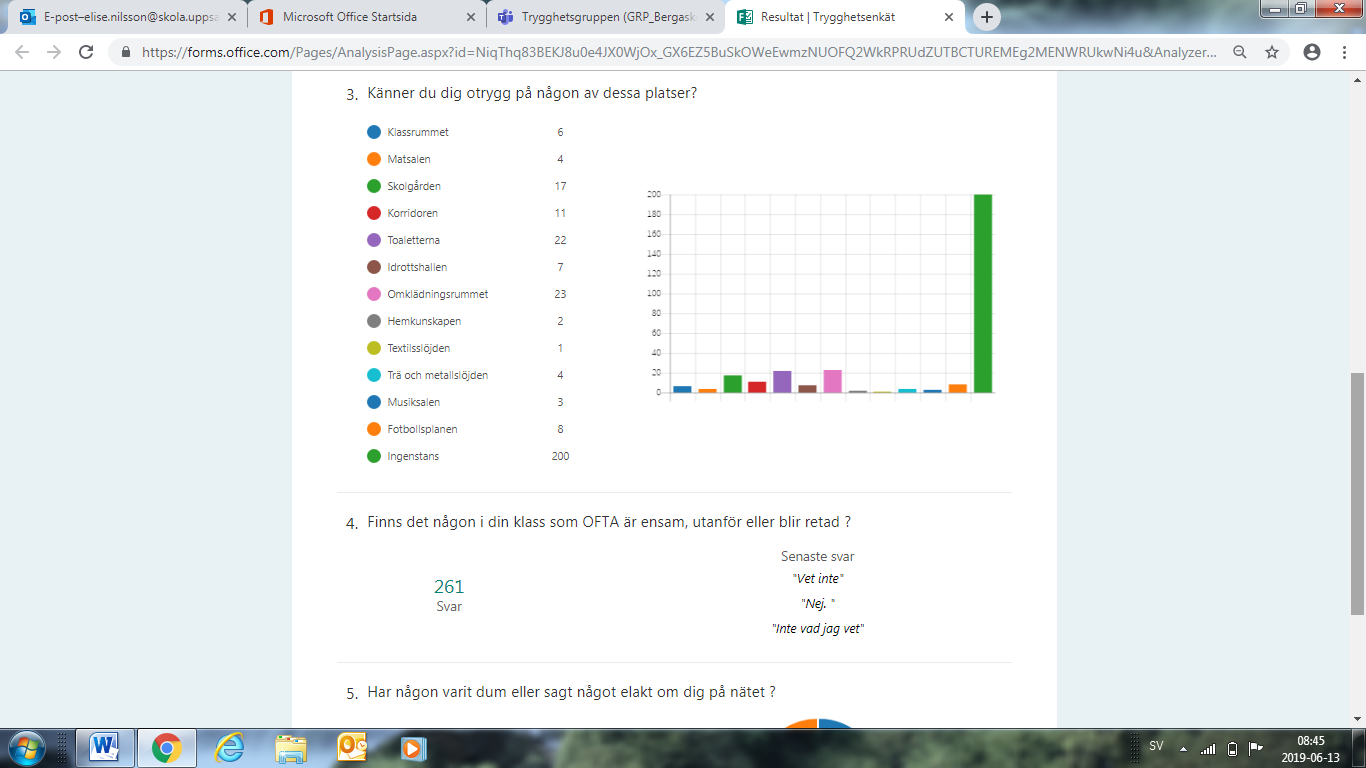 E-post–elise.nilsson@skola.uppsa
Microsoft Office Startsida
Trygghetsgruppen (GRP_Bergask
Resultat | Trygghetsenkät
https://forms.office.com/Pages/AnalysisPage.aspx?id=NiqThq83BEKJ8u0e4JX0WjOx_GX6EZ5BuSkOWeEwmzNUOFQ2WkRPRUdZUTBCTUREMEg2MENWRUkwNi4u&Analyzer...
3. Känner du dig otrygg på någon av dessa platser?
Klassrummet 6
Matsalen 4
Skolgården 17
Korridoren 11
Toaletterna 22
Idrottshallen 7
Omklädningsrummet 23
Hemkunskapen 2
Textilsslöjden 1
Trä och metallslöjden 4
Musiksalen 3
Fotbollsplanen 8
Ingenstans 200
200
180
160
140
120
100
80
60
40
20
0
4. Finns det någon i din klass som OFTA är ensam, utanför eller blir retad ?
261
Svar
Senaste svar
"Vet inte"
"Nej. "
"Inte vad jag vet"
5. Har någon varit dum eller sagt något elakt om dig på nätet ?
SV
08:45
2019-06-13